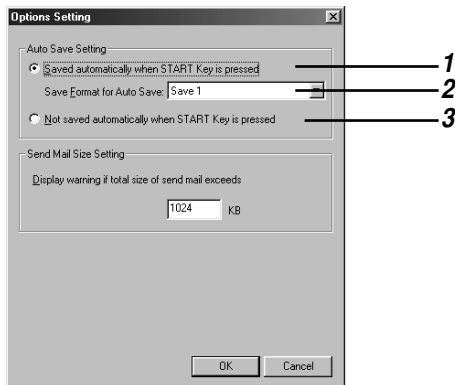 Options Setting
Auto Save Setting
Saved automatically when START Key is pressed 1
Save Format for Auto Save: Save 1 2
Not saved automatically when START Key is pressed 3
Send Mail Size Setting
Display warning if total size of send mail exceeds
1024 KB
OK Cancel